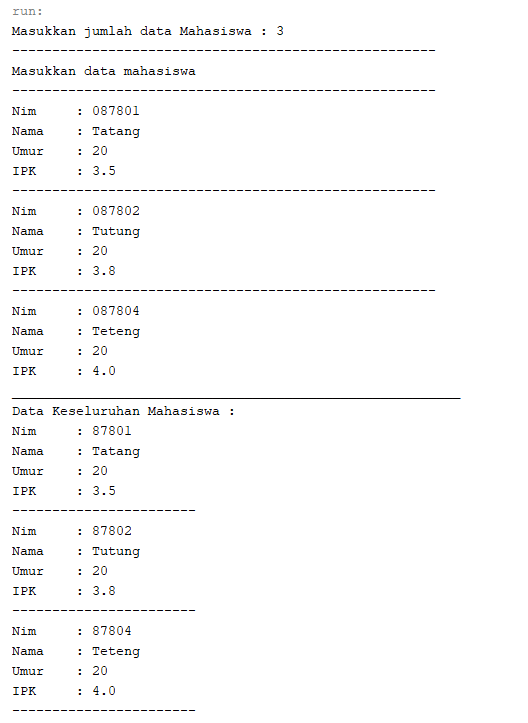 run:
Masukkan jumlah data Mahasiswa : 3
-----------------------------------------------------
Masukkan data mahasiswa
-----------------------------------------------------
Nim     : 087801
Nama    : Tatang
Umur    : 20
IPK     : 3.5
-----------------------------------------------------
Nim     : 087802
Nama    : Tutung
Umur    : 20
IPK     : 3.8
-----------------------------------------------------
Nim     : 087804
Nama    : Teteng
Umur    : 20
IPK     : 4.0
________________________________________________________
Data Keseluruhan Mahasiswa :
Nim     : 87801
Nama    : Tatang
Umur    : 20
IPK     : 3.5
-----------------------
Nim     : 87802
Nama    : Tutung
Umur    : 20
IPK     : 3.8
-----------------------
Nim     : 87804
Nama    : Teteng
Umur    : 20
IPK     : 4.0
-----------------------